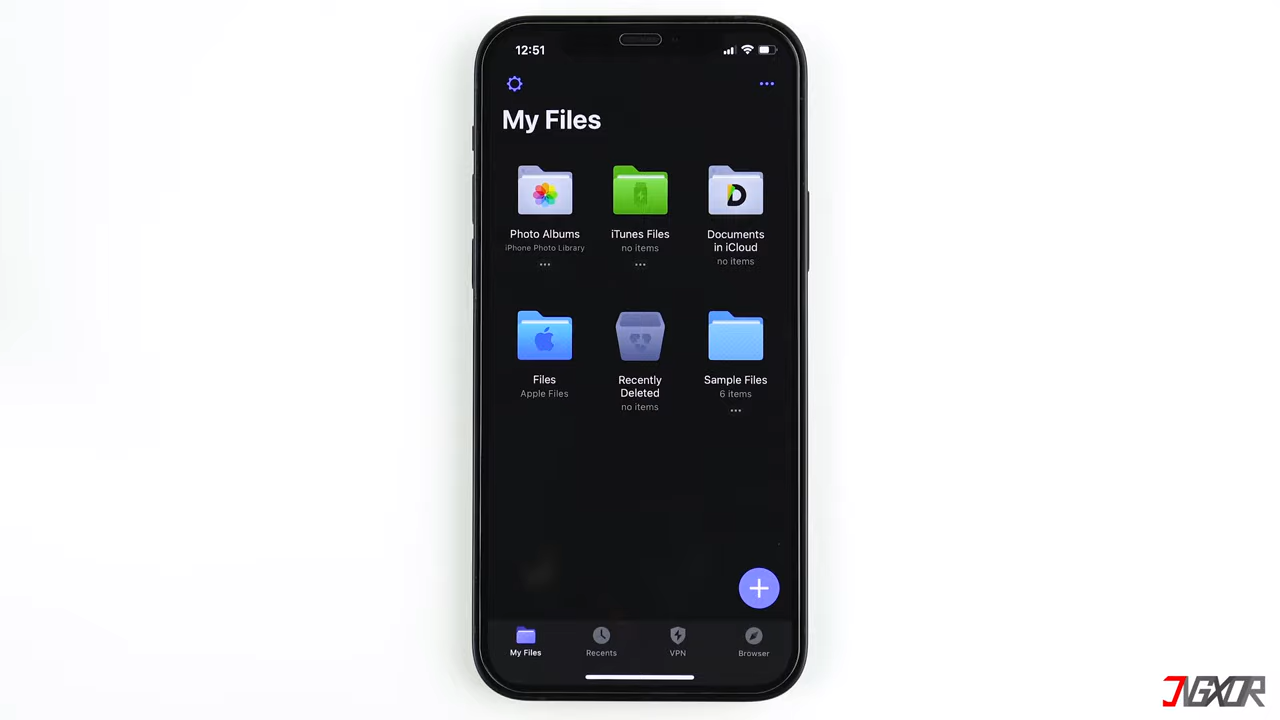 12:51
My Files
Photo Albums
iPhone Photo Library
iTunes Files
no items
Documents
in iCloud
no items
Files
Apple Files
Recently
Deleted
no items
Sample Files
6 items
My Files
Recents
VPN
Browser
JNGXOR